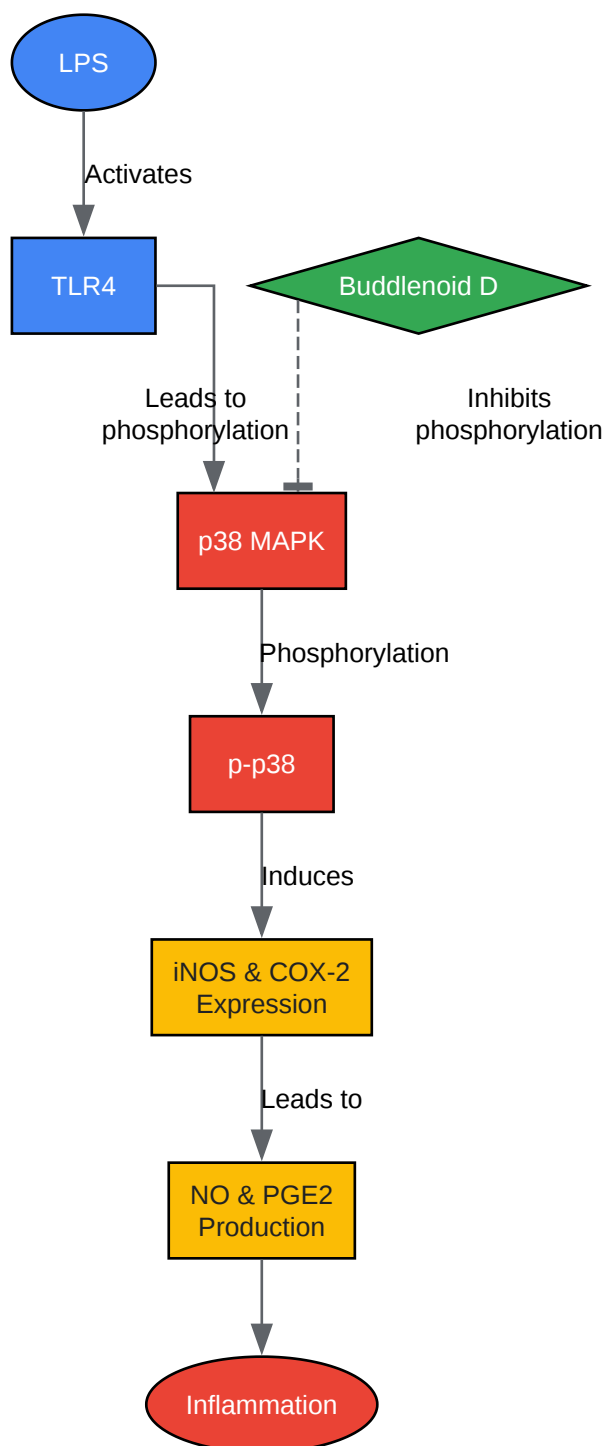 LPS
Activates
TLR4
Buddlenoid D
Leads to
phosphorylation
Inhibits
phosphorylation
p38 MAPK
Phosphorylation
p-p38
Induces
iNOS & COX-2
Expression
Leads to
NO & PGE2
Production
Inflammation